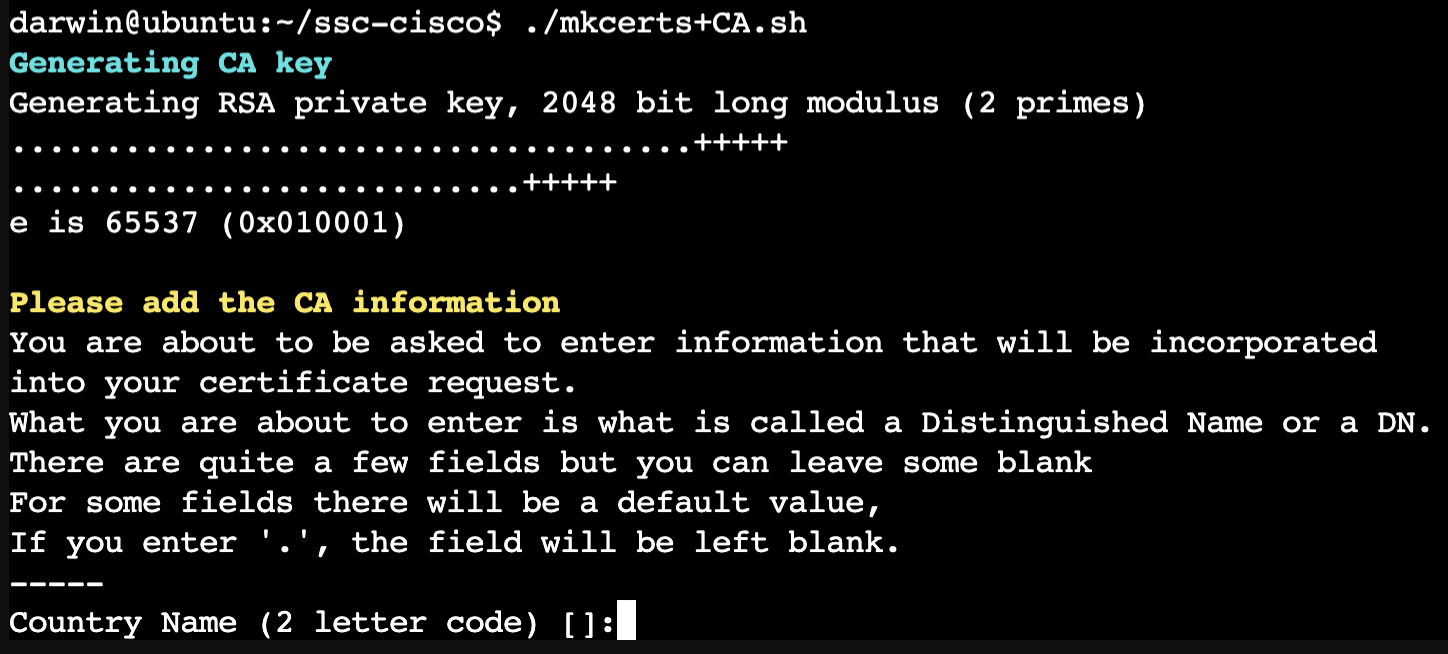 darwin@ubuntu:~/ssc-cisco$ ./mkcerts+CA.sh
Generating CA key
Generating RSA private key, 2048 bit long modulus (2 primes)
....................................+++++
...........................+++++
e is 65537 (0x010001)
Please add the CA information
You are about to be asked to enter information that will be incorporated
into your certificate request.
What you are about to enter is what is called a Distinguished Name or a DN.
There are quite a few fields but you can leave some blank
For some fields there will be a default value,
If you enter '.', the field will be left blank.
-----
Country Name (2 letter code) []: